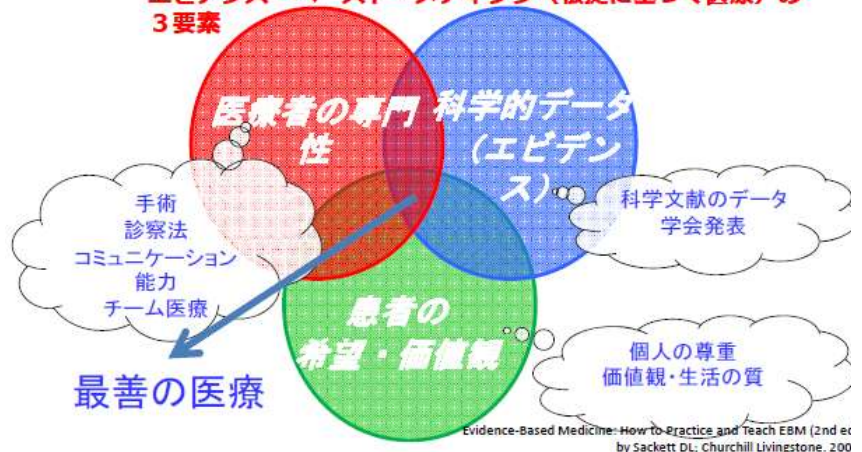 ３要素
医療者の専門
性
科学的データ
（エビデン
ス）
手術
診察法
コミュニケーション
能力
チーム医療
科学文献のデータ
学会発表
患者の
希望・価値観
個人の尊重
価値観・生活の質
最善の医療
Evidence-Based Medicine: How to Practice and Teach EBM (2nd ed
by Sackett DL; Churchill Livingstone, 200